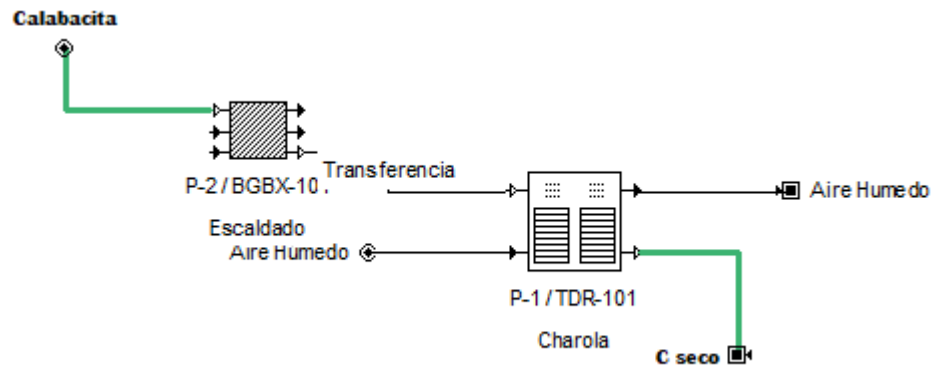 Calabacita
Transferencia
P-2 / BGBX-10
Escaldado
Aire Humedo
Aire Humedo
P-1 / TDR-101
Charola
C seco